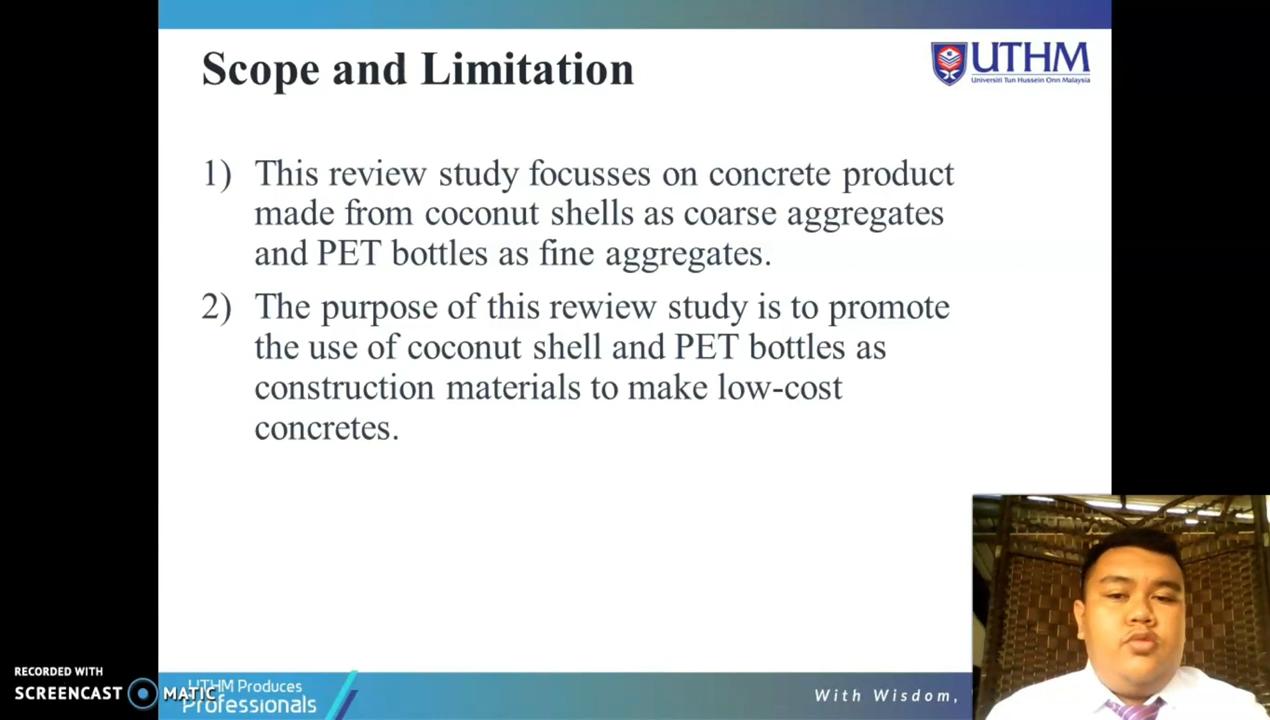 Scope and Limitation
UTHM
Universiti Tun Hussein Onn Malaysia
1) This review study focusses on concrete product
made from coconut shells as coarse aggregates
and PET bottles as fine aggregates.
2) The purpose of this rewiew study is to promote
the use of coconut shell and PET bottles as
construction materials to make low-cost
concretes.
RECORDED WITH
SCREENCAST MATIC
UTHM Produces
Professionals
With Wisdom,